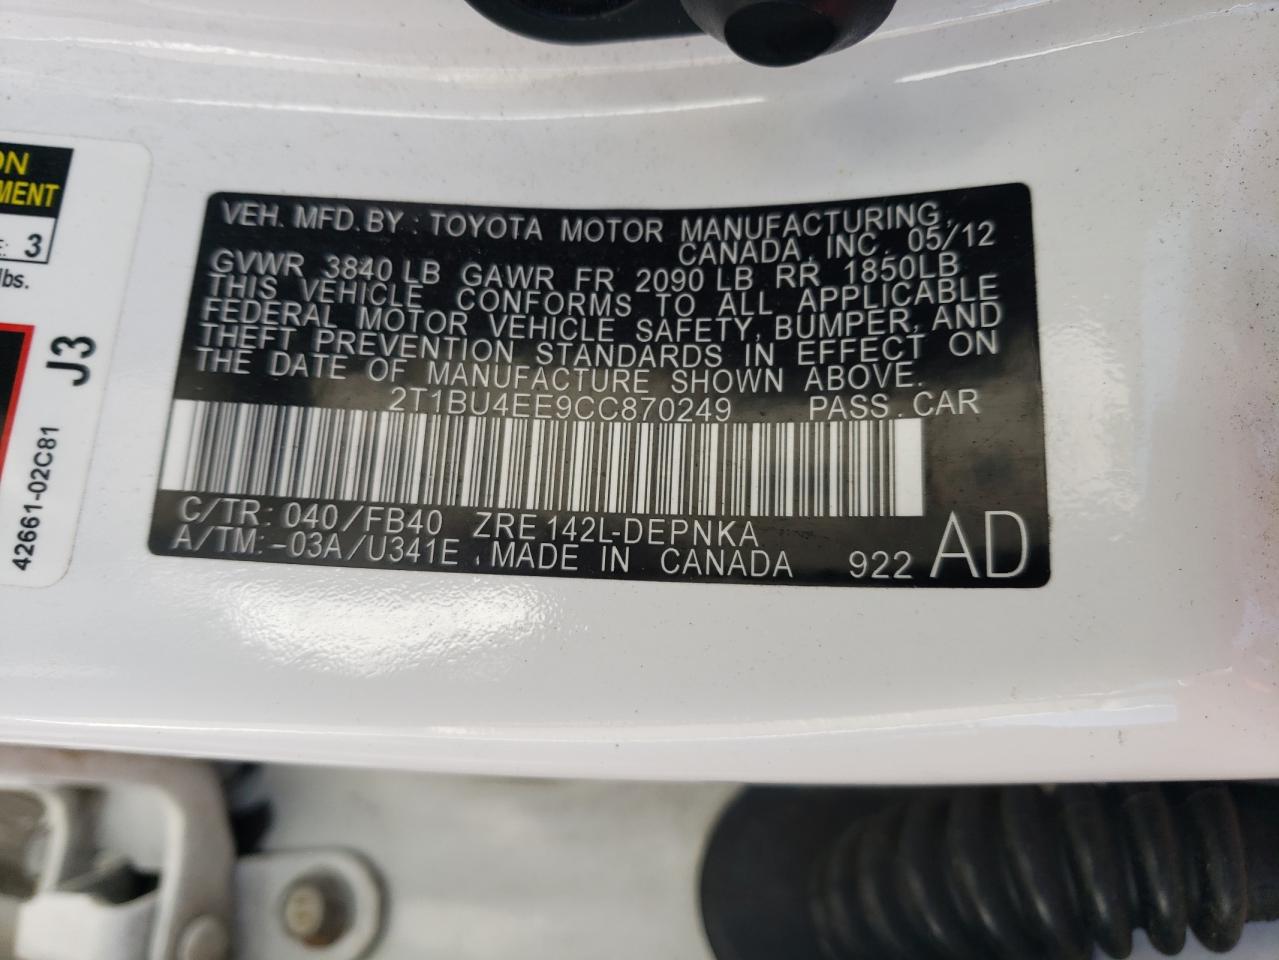 ON
MENT
E: 3
lbs.
J3
42661-02C81
VEH. MFD. BY : TOYOTA MOTOR MANUFACTURING,
CANADA, INC. 05/12
GVWR 3840 LB GAWR FR 2090 LB RR 1850LB
THIS VEHICLE CONFORMS TO ALL APPLICABLE
FEDERAL MOTOR VEHICLE SAFETY, BUMPER, AND
THEFT PREVENTION STANDARDS IN EFFECT ON
THE DATE OF MANUFACTURE SHOWN ABOVE.
2T1BU4EE9CC870249 PASS. CAR
C/TR: 040/FB40 ZRE142L-DEPNKA
A/TM: -03A/U341E . MADE IN CANADA 922 AD